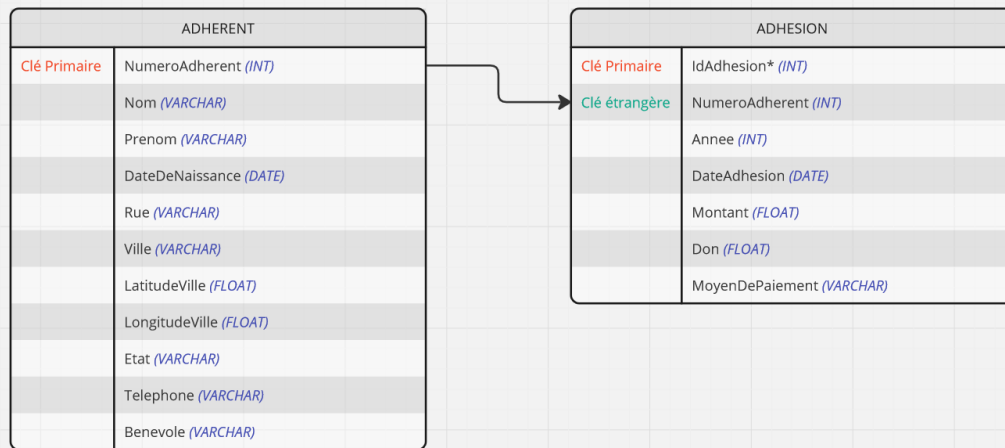 ADHERENT
Clé Primaire NumeroAdherent (INT)
Nom (VARCHAR)
Prenom (VARCHAR)
DateDeNaissance (DATE)
Rue (VARCHAR)
Ville (VARCHAR)
LatitudeVille (FLOAT)
LongitudeVille (FLOAT)
Etat (VARCHAR)
Telephone (VARCHAR)
Benevole (VARCHAR)
ADHESION
Clé Primaire IdAdhesion* (INT)
Clé étrangère NumeroAdherent (INT)
Annee (INT)
DateAdhesion (DATE)
Montant (FLOAT)
Don (FLOAT)
MoyenDePaiement (VARCHAR)